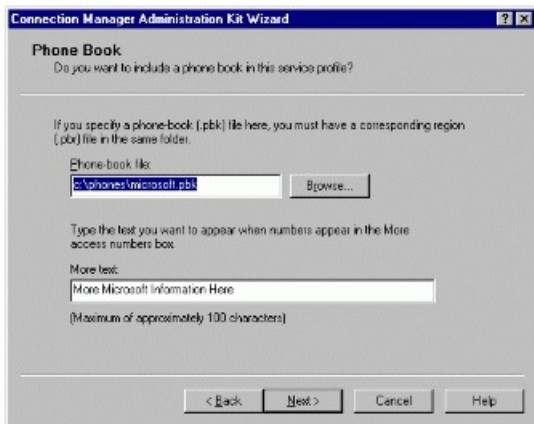 Connection Manager Administration Kit Wizard
Phone Book
Do you want to include a phone book in this service profile?
If you specify a phone-book (.pbk) file here, you must have a corresponding region
(.pbr) file in the same folder.
Phone-book file:
c:\phones\microsoft.pbk
Browse...
Type the text you want to appear when numbers appear in the More
access numbers box.
More text:
More Microsoft Information Here
(Maximum of approximately 100 characters)
< Back
Next >
Cancel
Help